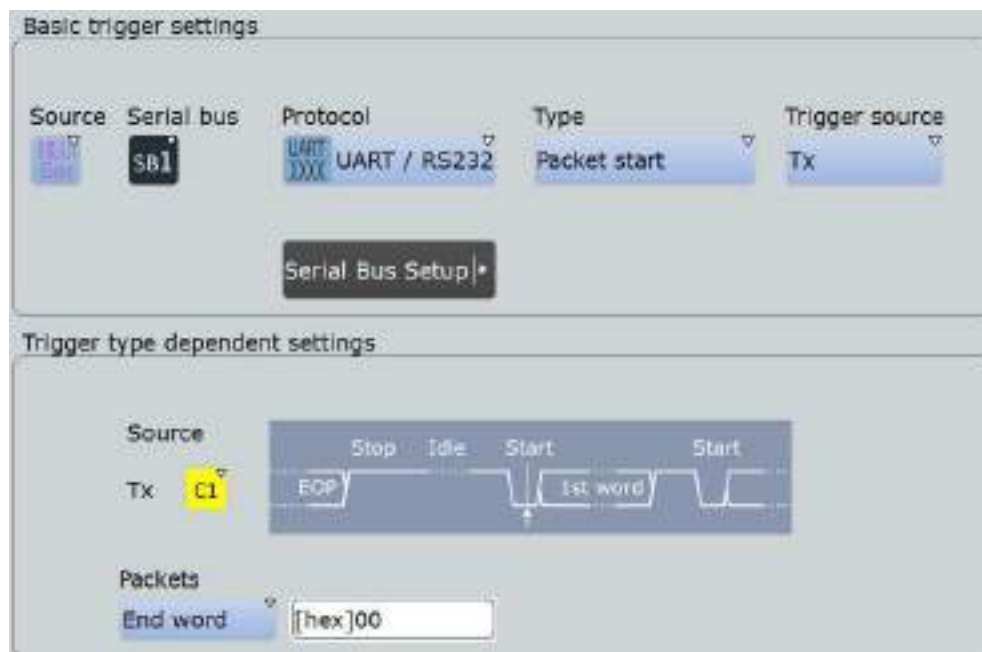 Basic trigger settings
Source Serial bus Protocol Type Trigger source
SB1 UART UART / RS232 Packet start Tx
Serial Bus Setup
Trigger type dependent settings
Source
Stop Idle Start Start
Tx C1 EOP 1st word
Packets
End word [hex]00